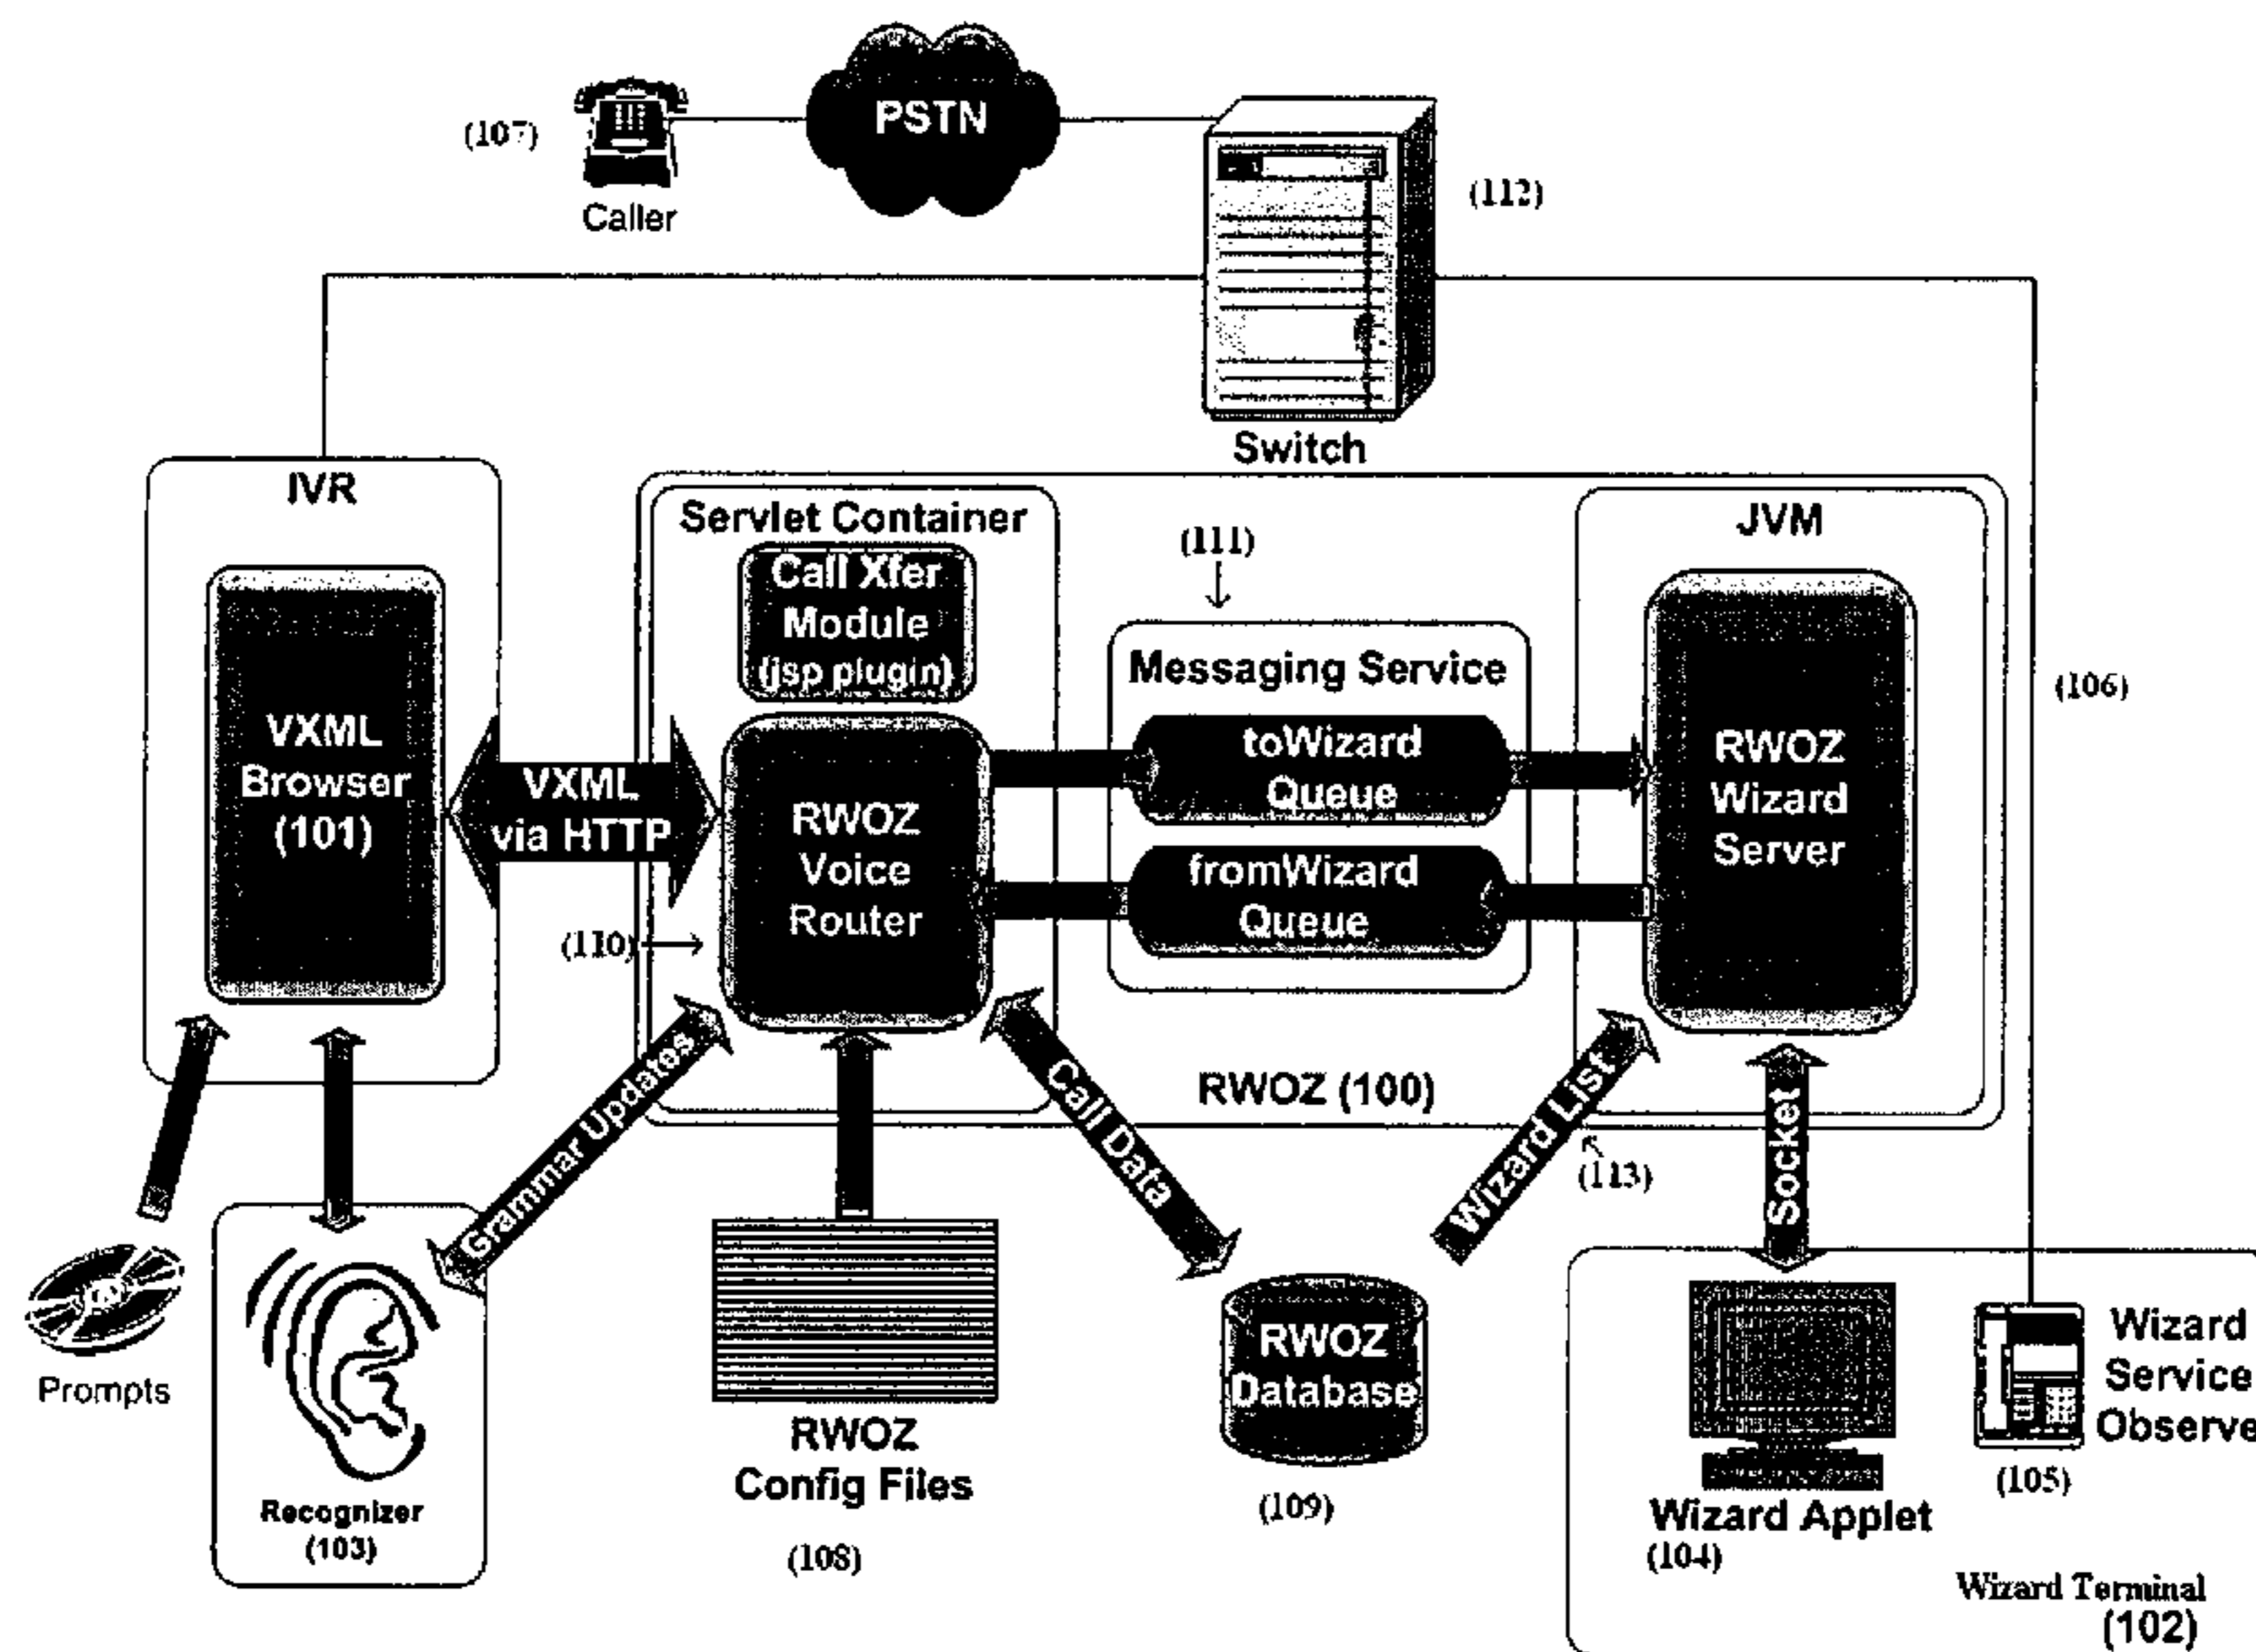 (107)
Caller
PSTN
(112)
Switch
IVR
VXML
Browser
(101)
VXML
via HTTP
Servlet Container
Call Xfer
Module
(jsp plugin)
RWOZ
Voice
Router
(110)
(111)
Messaging Service
toWizard
Queue
fromWizard
Queue
JVM
RWOZ
Wizard
Server
(106)
RWOZ (100)
Grammar Updates
Call Data
Wizard List
(113)
Socket
Prompts
Recognizer
(103)
RWOZ
Config Files
(108)
RWOZ
Database
(109)
Wizard Applet
(104)
Wizard
Service
Observe
(105)
Wizard Terminal
(102)